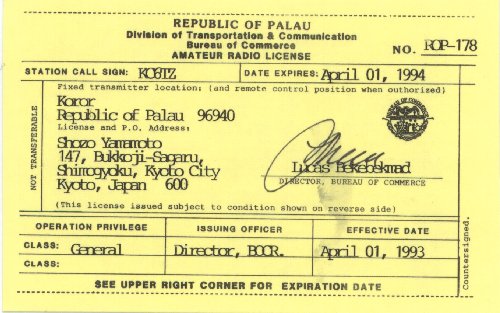 REPUBLIC OF PALAU
Division of Transportation & Communication
Bureau of Commerce
AMATEUR RADIO LICENSE
NO. ROP-178
STATION CALL SIGN: KC6TZ DATE EXPIRES: April 01, 1994
Fixed transmitter location: (and remote control position when authorized)
Koror
Republic of Palau 96940
License and P.O. Address:
Shozo Yamamoto
147, Bukkoji-Sagaru,
Shimogyoku, Kyoto City
Kyoto, Japan 600
NOT TRANSFERABLE
DIRECTOR, BUREAU OF COMMERCE
(This license issued subject to condition shown on reverse side)
OPERATION PRIVILEGE ISSUING OFFICER EFFECTIVE DATE
CLASS: General Director, BOCR. April 01, 1993
CLASS:
Countersigned.
SEE UPPER RIGHT CORNER FOR EXPIRATION DATE